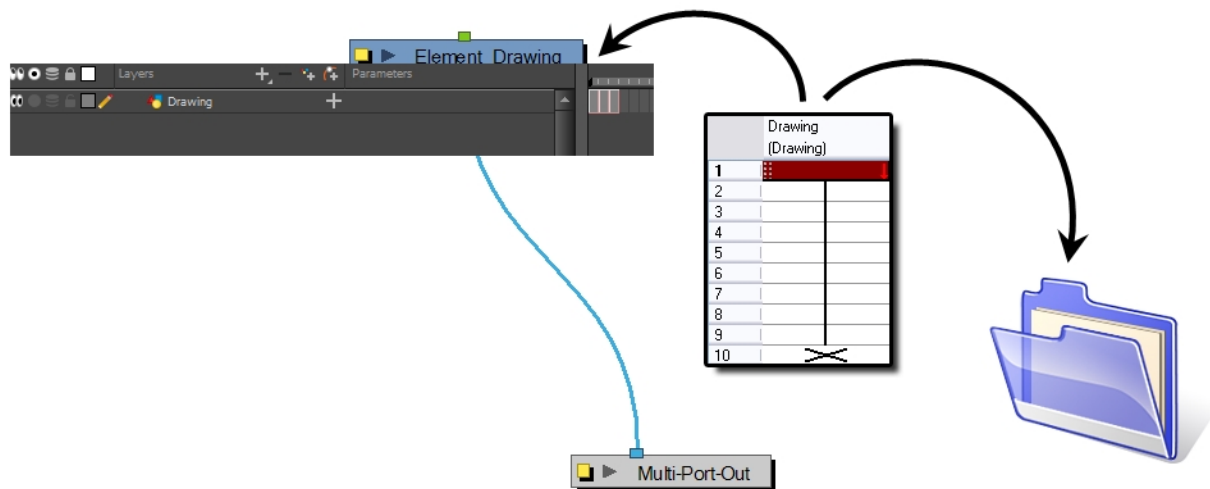 Element_Drawing
Layers Parameters
Drawing
Drawing
(Drawing)
1
2
3
4
5
6
7
8
9
10
Multi-Port-Out